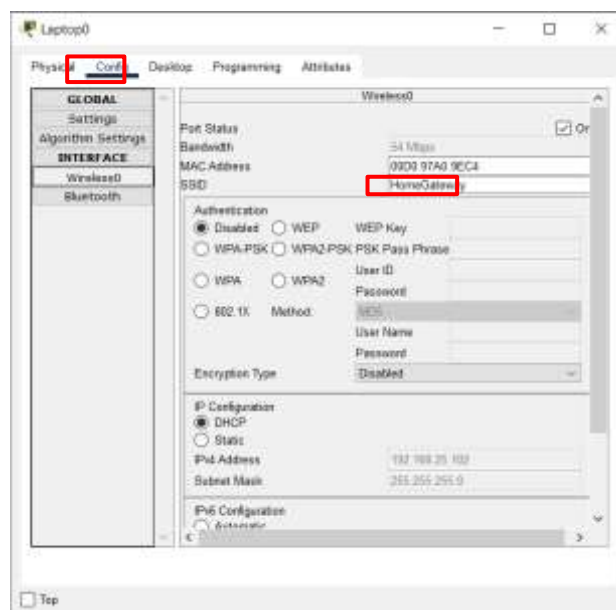 Laptop0
Physical Config Desktop Programming Attributes
GLOBAL
Settings
Algorithm Settings
INTERFACE
Wireless0
Bluetooth
Wireless0
Port Status On
Bandwidth 54 Mbps
MAC Address 00D0.97A0.9EC4
SSID HomeGateway
Authentication
Disabled WEP WEP Key
WPA-PSK WPA2-PSK PSK Pass Phrase
User ID
WPA WPA2
Password
802.1X Method: MD5
User Name
Password
Encryption Type Disabled
IP Configuration
DHCP
Static
IPv4 Address 192.168.25.102
Subnet Mask 255.255.255.0
IPv6 Configuration
Automatic
Top